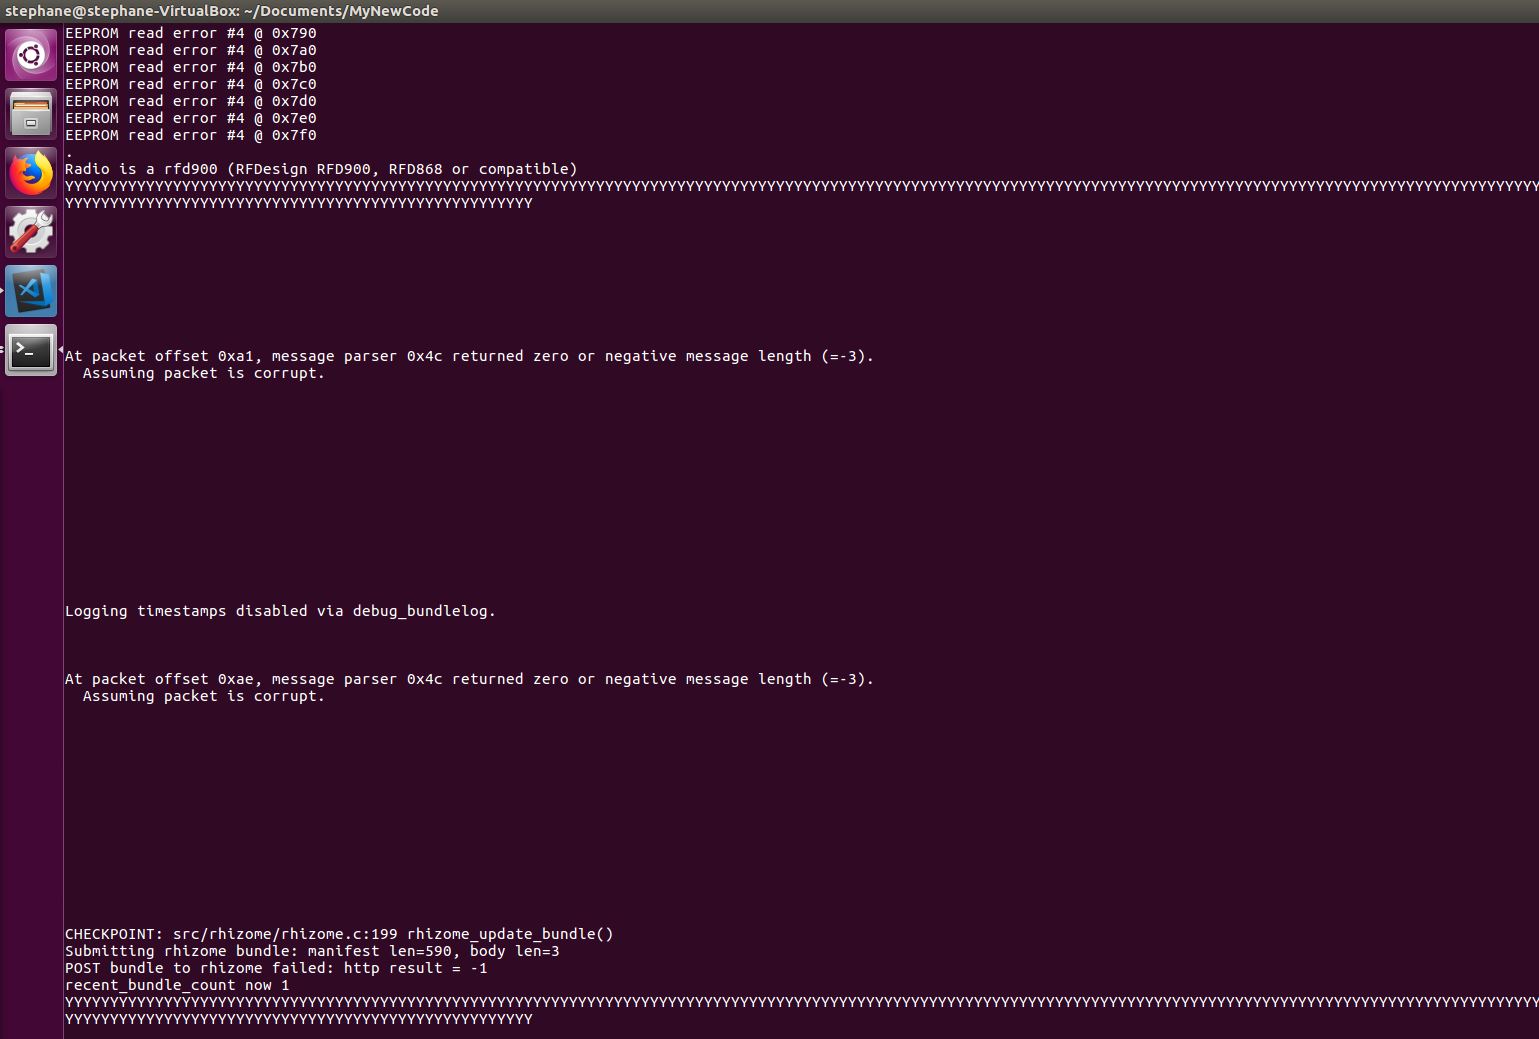 stephane@stephane-VirtualBox: ~/Documents/MyNewCode
EEPROM read error #4 @ 0x790
EEPROM read error #4 @ 0x7a0
EEPROM read error #4 @ 0x7b0
EEPROM read error #4 @ 0x7c0
EEPROM read error #4 @ 0x7d0
EEPROM read error #4 @ 0x7e0
EEPROM read error #4 @ 0x7f0
.
Radio is a rfd900 (RFDesign RFD900, RFD868 or compatible)
YYYYYYYYYYYYYYYYYYYYYYYYYYYYYYYYYYYYYYYYYYYYYYYYYYYYYYYYYYYYYYYYYYYYYYYYYYYYYYYYYYYYYYYYYYYYYYYYYYYYYYYYYYYYYYYYYYYYYYYYYYYYYYYYYYYYYYYYYYYYYYYYYYYYYYYYYYYYYYYY
YYYYYYYYYYYYYYYYYYYYYYYYYYYYYYYYYYYYYYYYYYYYYYYYYYYY
At packet offset 0xa1, message parser 0x4c returned zero or negative message length (=-3).
Assuming packet is corrupt.
Logging timestamps disabled via debug_bundlelog.
At packet offset 0xae, message parser 0x4c returned zero or negative message length (=-3).
Assuming packet is corrupt.
CHECKPOINT: src/rhizome/rhizome.c:199 rhizome_update_bundle()
Submitting rhizome bundle: manifest len=590, body len=3
POST bundle to rhizome failed: http result = -1
recent_bundle_count now 1
YYYYYYYYYYYYYYYYYYYYYYYYYYYYYYYYYYYYYYYYYYYYYYYYYYYYYYYYYYYYYYYYYYYYYYYYYYYYYYYYYYYYYYYYYYYYYYYYYYYYYYYYYYYYYYYYYYYYYYYYYYYYYYYYYYYYYYYYYYYYYYYYYYYYYYYYYYYYYYYY
YYYYYYYYYYYYYYYYYYYYYYYYYYYYYYYYYYYYYYYYYYYYYYYYYYYY